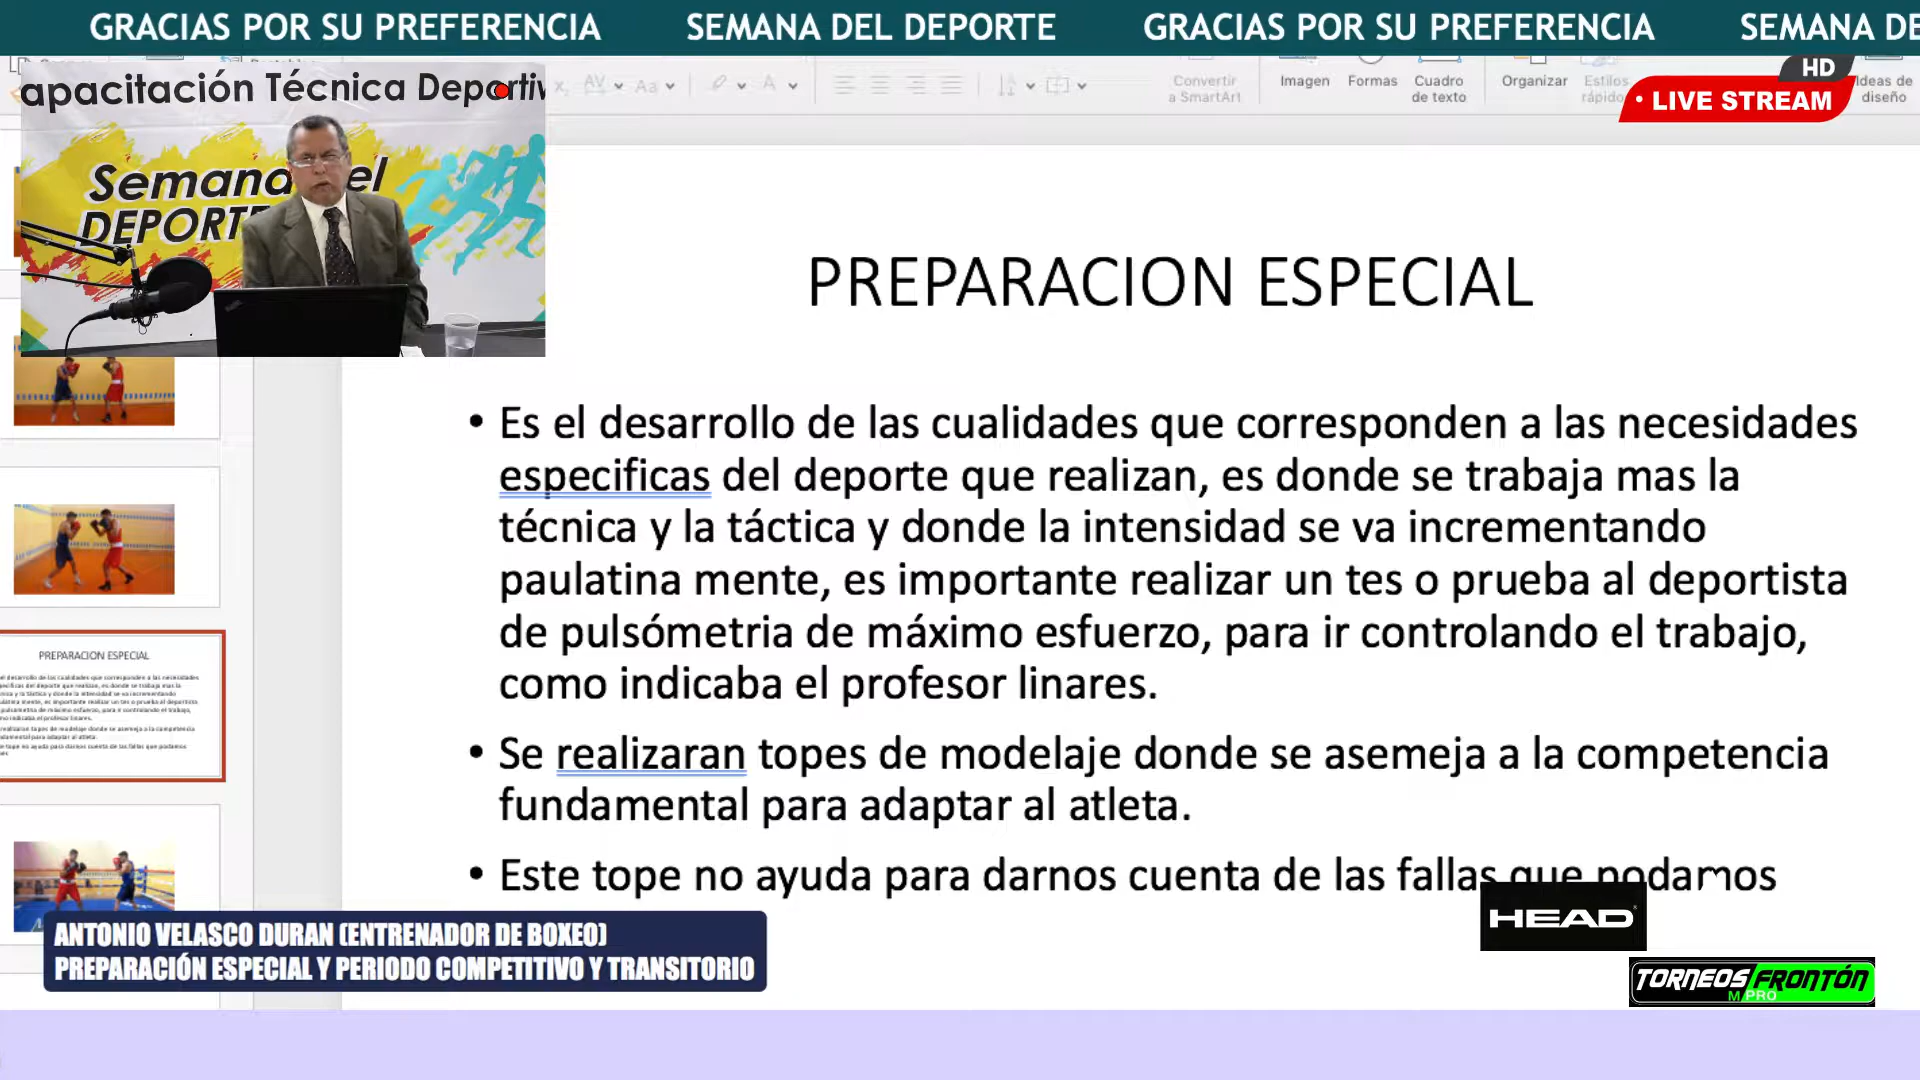 GRACIAS POR SU PREFERENCIA SEMANA DEL DEPORTE GRACIAS POR SU PREFERENCIA SEMANA DE
apacitación Técnica Deportiv
Semana el
DEPORTE
Convertir
a SmartArt
Imagen
Formas
Cuadro
de texto
Organizar
Estilos
rápido
Ideas de
diseño
HD
• LIVE STREAM
PREPARACION ESPECIAL
• Es el desarrollo de las cualidades que corresponden a las necesidades
especificas del deporte que realizan, es donde se trabaja mas la
técnica y la táctica y donde la intensidad se va incrementando
paulatina mente, es importante realizar un tes o prueba al deportista
de pulsómetria de máximo esfuerzo, para ir controlando el trabajo,
como indicaba el profesor linares.
• Se realizaran topes de modelaje donde se asemeja a la competencia
fundamental para adaptar al atleta.
• Este tope no ayuda para darnos cuenta de las fallas que podamos
PREPARACION ESPECIAL
HEAD
TORNEOS FRONTÓN
M PRO
ANTONIO VELASCO DURAN (ENTRENADOR DE BOXEO)
PREPARACIÓN ESPECIAL Y PERIODO COMPETITIVO Y TRANSITORIO